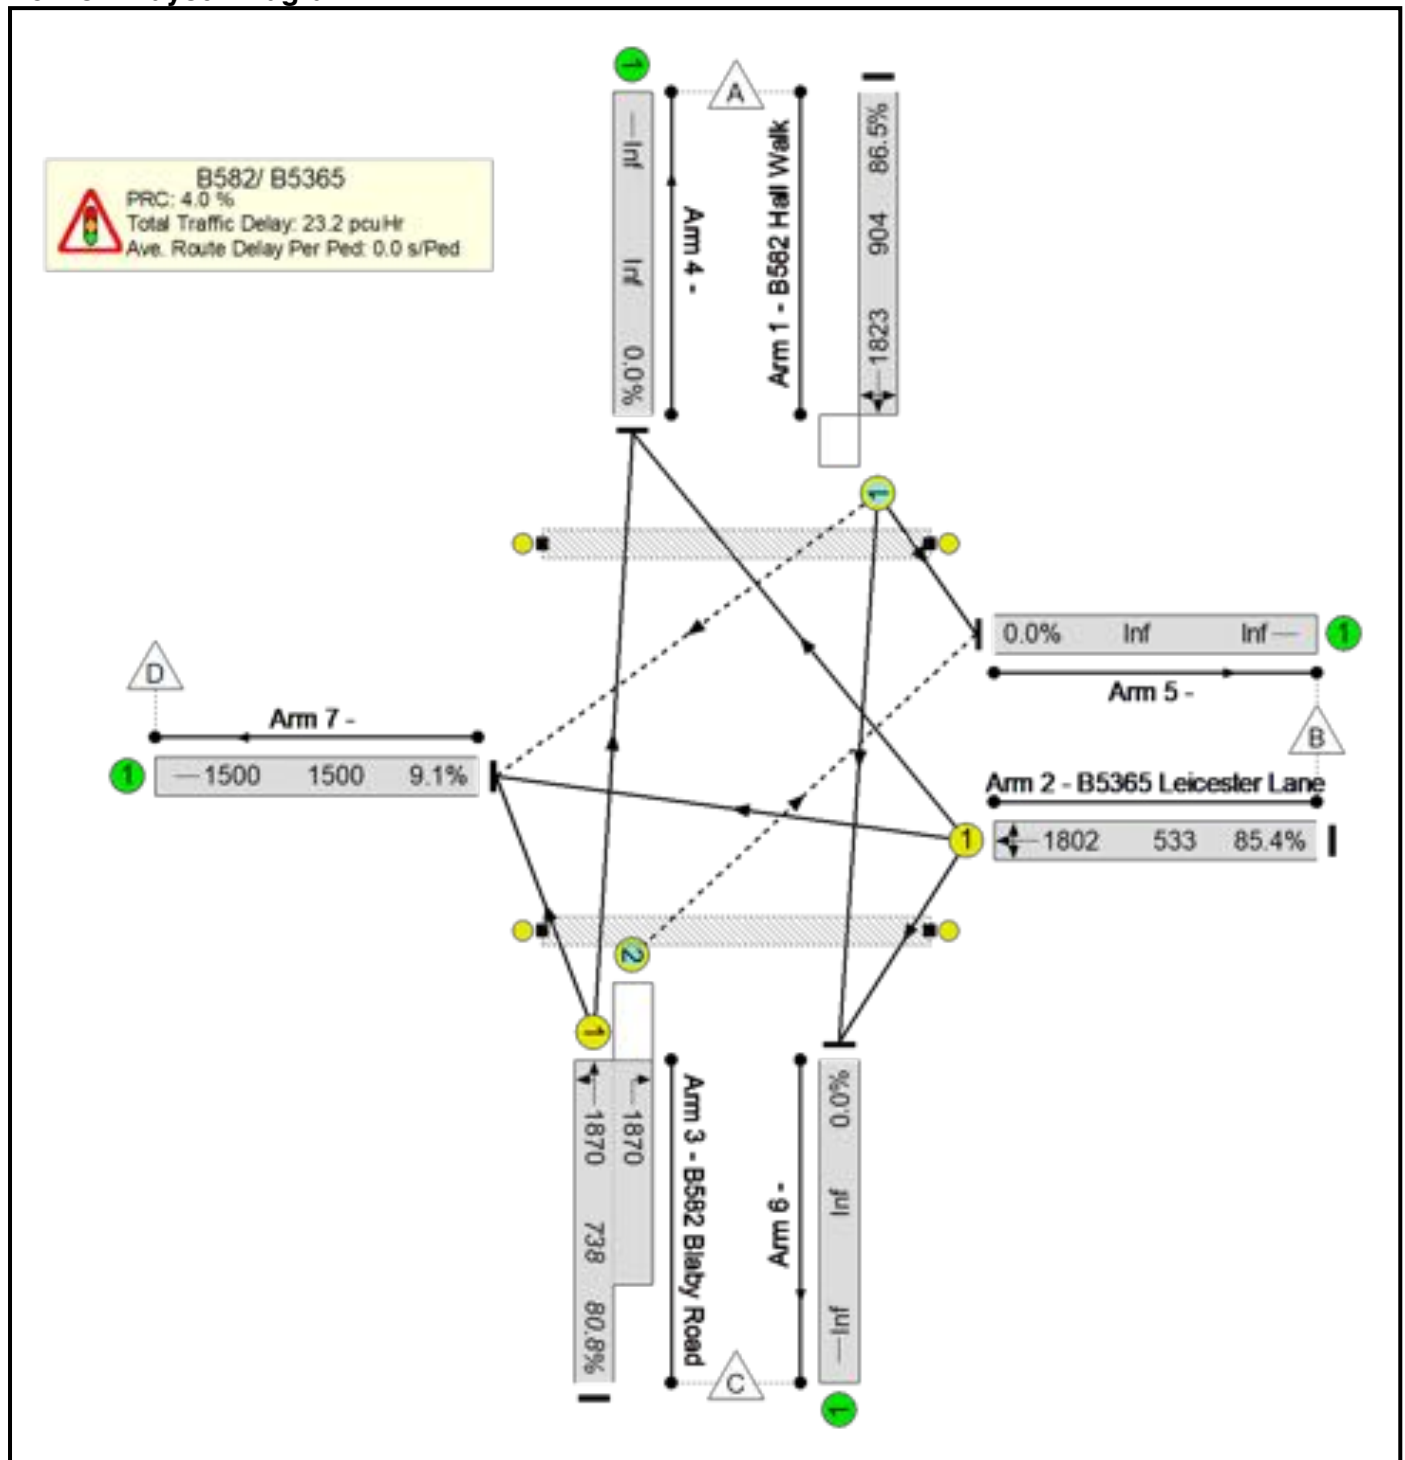 B582/ B5365
PRC: 4.0 %
Total Traffic Delay: 23.2 pcuHr
Ave. Route Delay Per Ped: 0.0 s/Ped
1
Inf
Inf
0.0%
Arm 4 -
A
Arm 1 - B582 Hall Walk
86.5%
904
1823
1
0.0% Inf Inf
1
Arm 5 -
B
D
Arm 7 -
1
1500 1500 9.1%
Arm 2 - B5365 Leicester Lane
1
1802 533 85.4%
2
1
1870
738
80.8%
1870
Arm 3 - B582 Blaby Road
C
Arm 6 -
0.0%
Inf
Inf
1